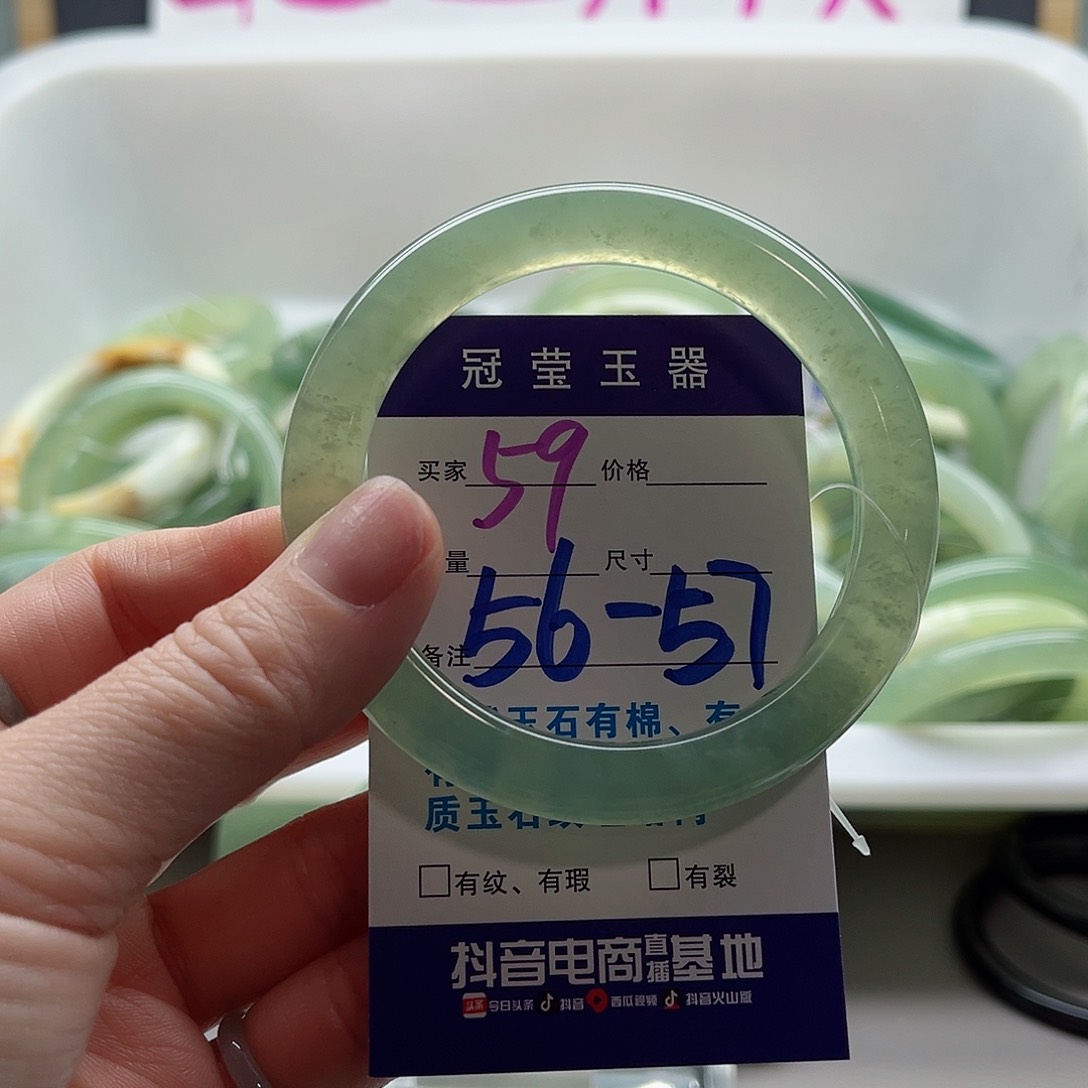 冠莹玉器
买家 59 价格
量 尺寸
56-57
备注
玉石有棉、有
质玉石
□有纹、有瑕 □有裂
抖音电商直播基地
头条 今日头条 抖音 西瓜视频 抖音火山版